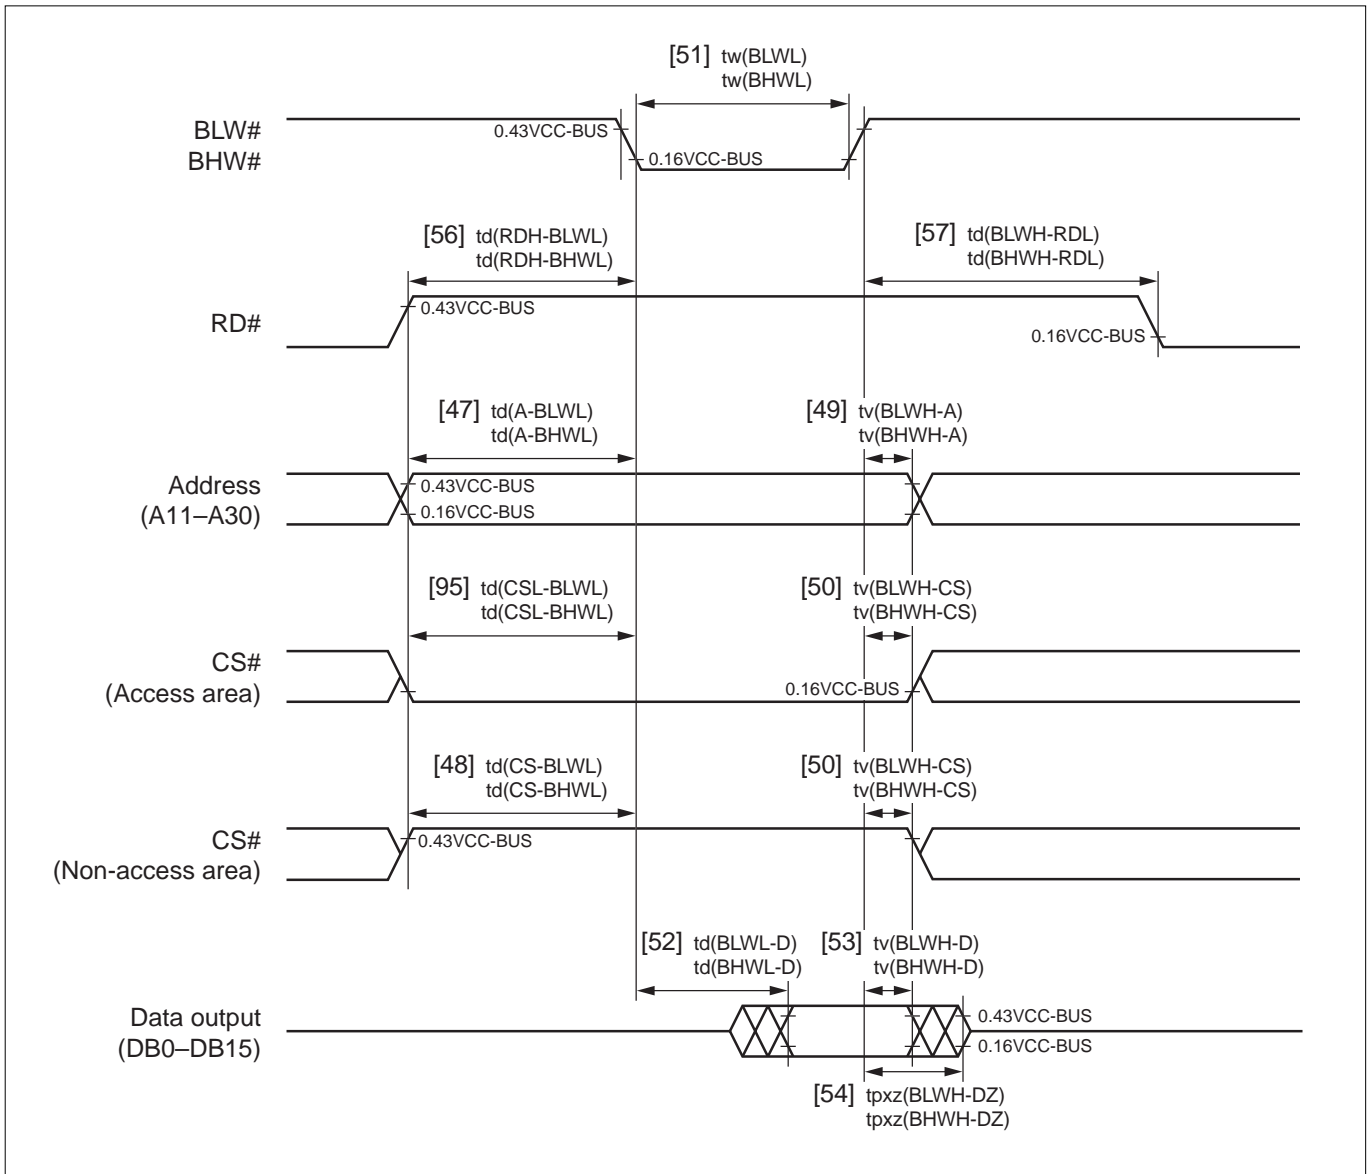 [51] tw(BLWL)
tw(BHWL)
BLW#
BHW#
0.43VCC-BUS
0.16VCC-BUS
[56] td(RDH-BLWL)
td(RDH-BHWL)
[57] td(BLWH-RDL)
td(BHWH-RDL)
RD#
0.43VCC-BUS
0.16VCC-BUS
[47] td(A-BLWL)
td(A-BHWL)
[49] tv(BLWH-A)
tv(BHWH-A)
Address
(A11–A30)
0.43VCC-BUS
0.16VCC-BUS
[95] td(CSL-BLWL)
td(CSL-BHWL)
[50] tv(BLWH-CS)
tv(BHWH-CS)
CS#
(Access area)
0.16VCC-BUS
[48] td(CS-BLWL)
td(CS-BHWL)
[50] tv(BLWH-CS)
tv(BHWH-CS)
CS#
(Non-access area)
0.43VCC-BUS
[52] td(BLWL-D)
td(BHWL-D)
[53] tv(BLWH-D)
tv(BHWH-D)
Data output
(DB0–DB15)
0.43VCC-BUS
0.16VCC-BUS
[54] tpxz(BLWH-DZ)
tpxz(BHWH-DZ)